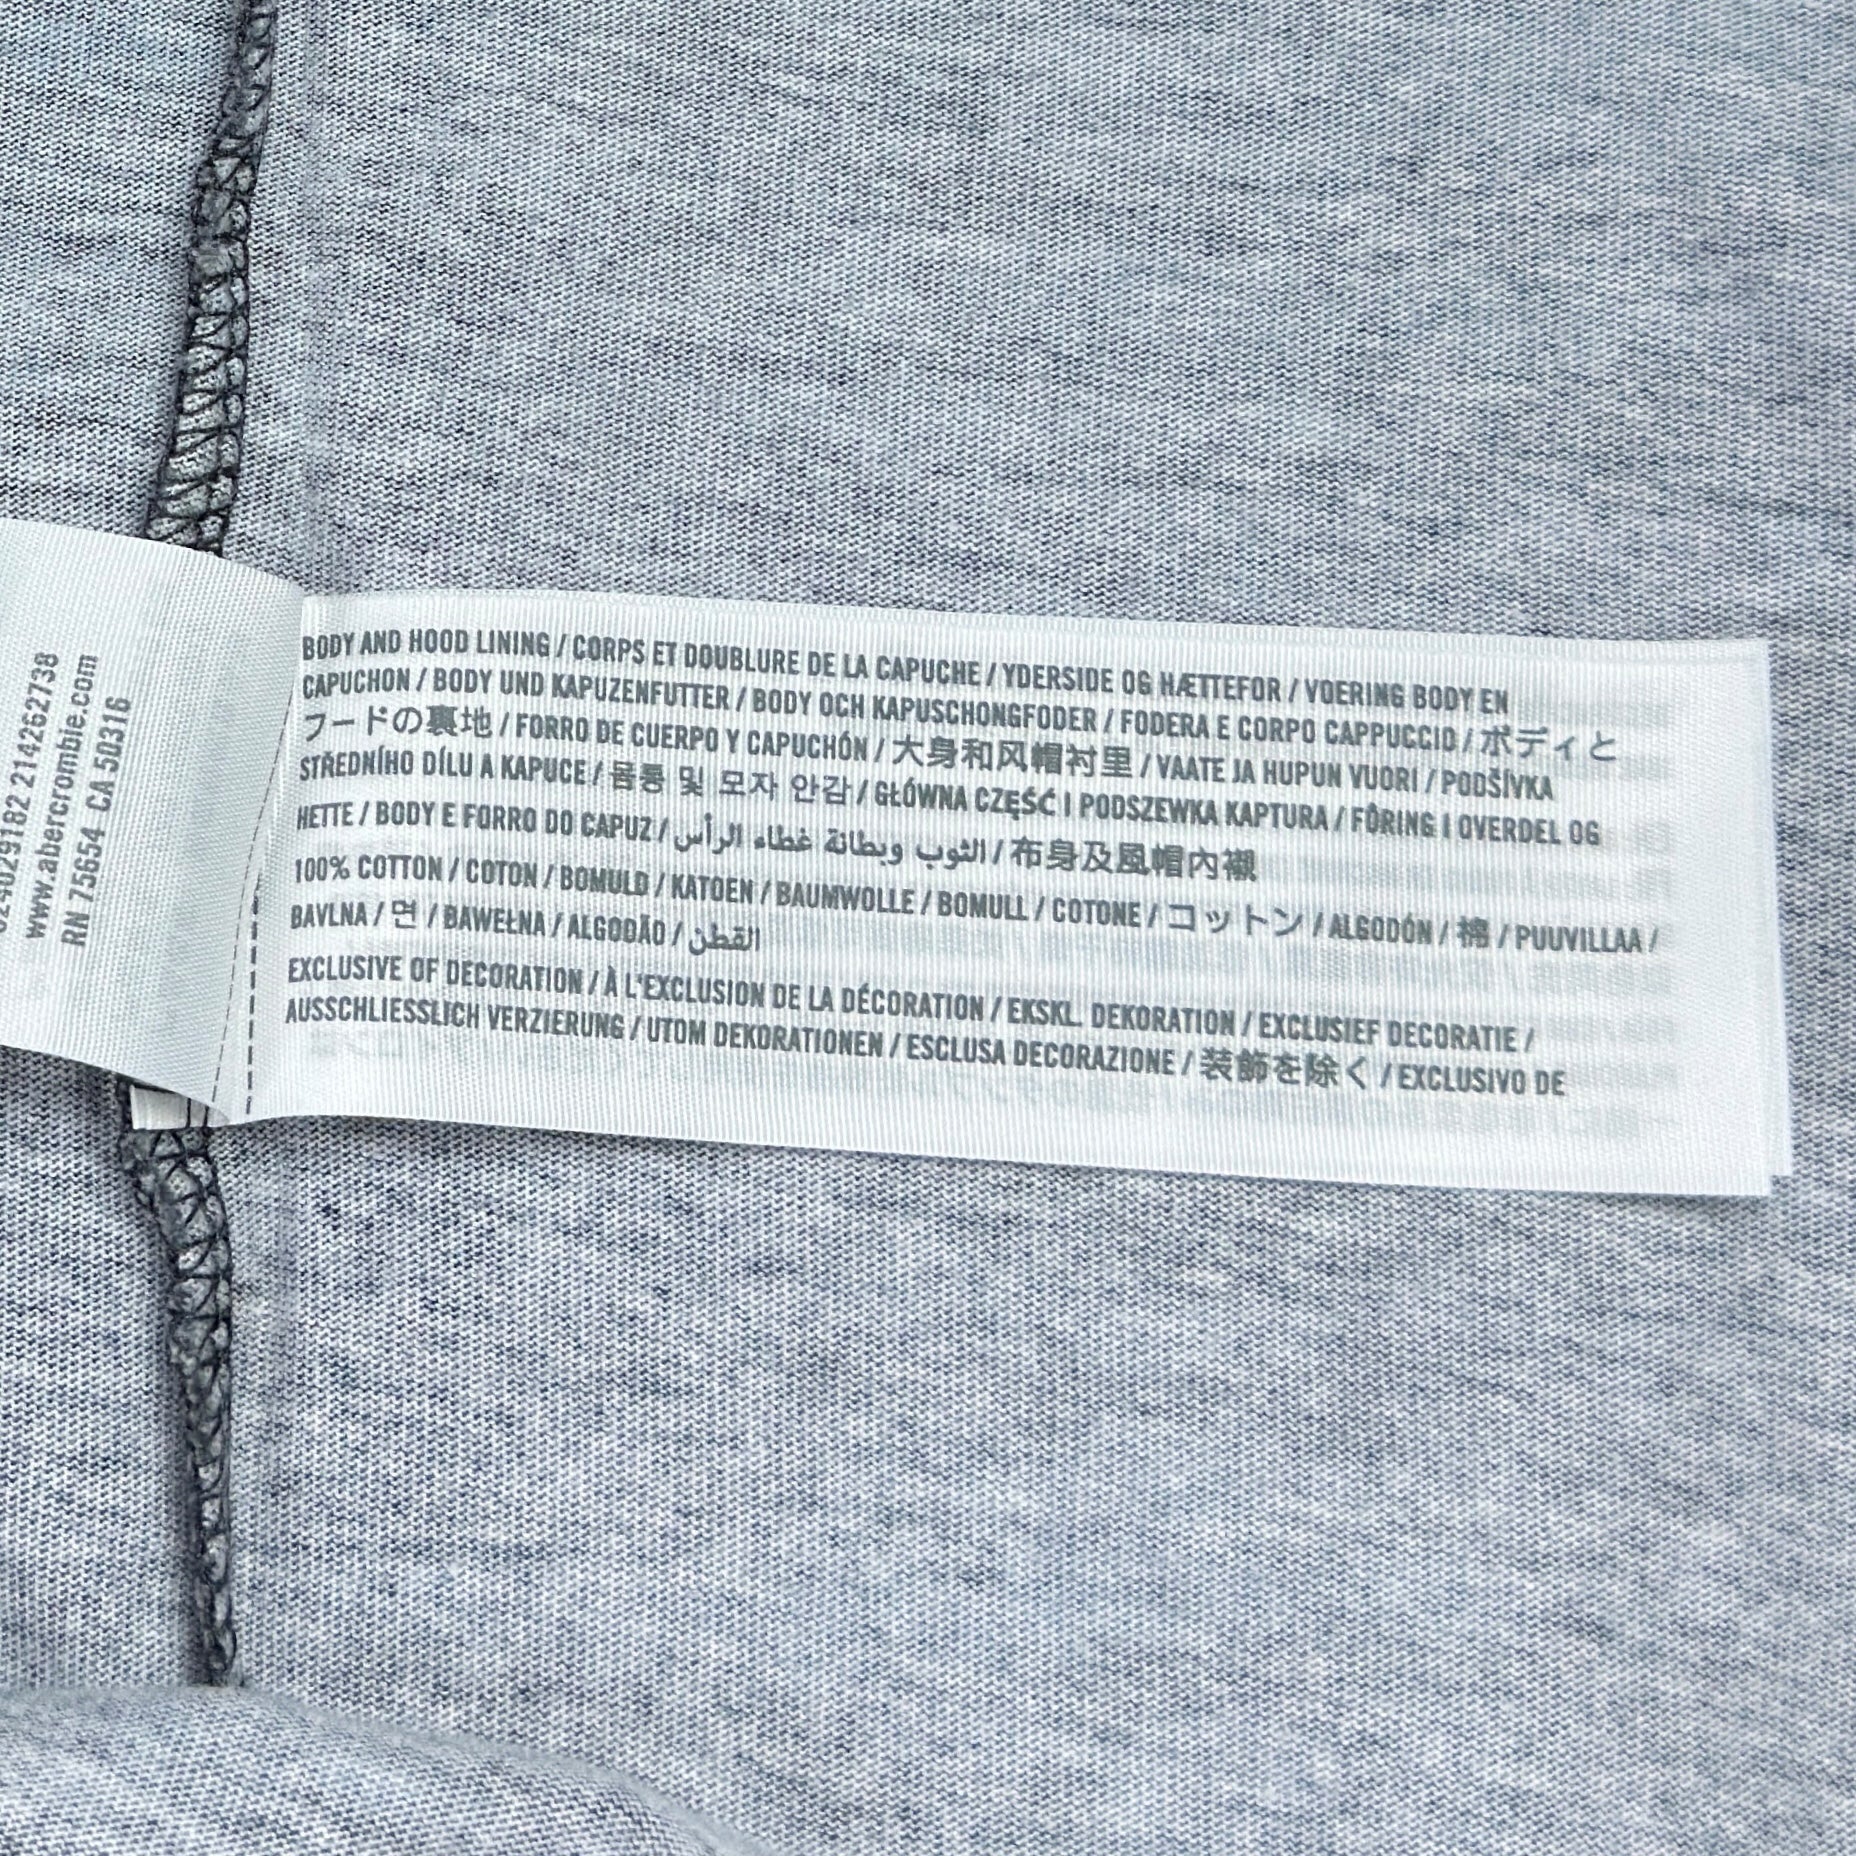 BODY AND HOOD LINING / CORPS ET DOUBLURE DE LA CAPUCHE / YDERSIDE OG HÆTTEFOR / VOERING BODY EN
CAPUCHON / BODY UND KAPUZENFUTTER / BODY OCH KAPUSCHONGFODER / FODERA E CORPO CAPPUCCIO / ボディと
フードの裏地 / FORRO DE CUERPO Y CAPUCHÓN / 大身和风帽衬里 / VAATE JA HUPUN VUORI / PODŠÍVKA
STŘEDNÍHO DÍLU A KAPUCE / 몸통 및 모자 안감 / GŁÓWNA CZĘŚĆ I PODSZEWKA KAPTURA / FÔRING I OVERDEL OG
HETTE / BODY E FORRO DO CAPUZ / الثوب وبطانة غطاء الرأس / 布身及風帽內襯
100% COTTON / COTON / BOMULD / KATOEN / BAUMWOLLE / BOMULL / COTONE / コットン / ALGODÓN / 棉 / PUUVILLAA /
BAVLNA / 면 / BAWEŁNA / ALGODÃO / القطن
EXCLUSIVE OF DECORATION / À L'EXCLUSION DE LA DÉCORATION / EKSKL. DEKORATION / EXCLUSIEF DECORATIE /
AUSSCHLIESSLICH VERZIERUNG / UTOM DEKORATIONEN / ESCLUSA DECORAZIONE / 装飾を除く / EXCLUSIVO DE
214262738
www.abercrombie.com
RN 75654 CA 50316